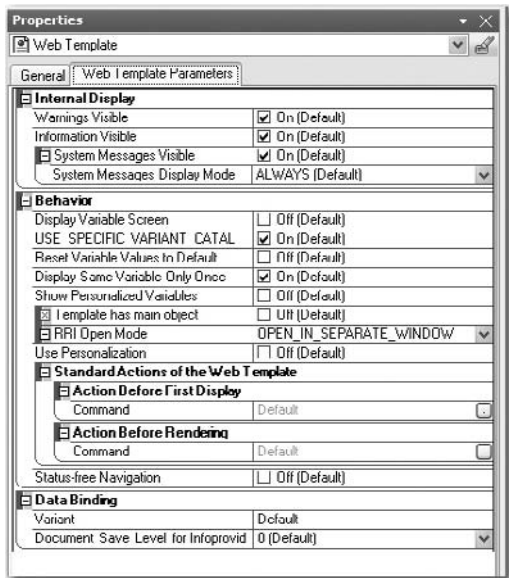 Properties
Web Template
General Web Template Parameters
Internal Display
Warnings Visible On (Default)
Information Visible On (Default)
System Messages Visible On (Default)
System Messages Display Mode ALWAYS (Default)
Behavior
Display Variable Screen Off (Default)
USE SPECIFIC VARIANT CATAL On (Default)
Reset Variable Values to Default Off (Default)
Display Same Variable Only Once On (Default)
Show Personalized Variables Off (Default)
Template has main object Off (Default)
RRI Open Mode OPEN_IN_SEPARATE_WINDOW
Use Personalization Off (Default)
Standard Actions of the Web Template
Action Before First Display
Command Default
Action Before Rendering
Command Default
Status-free Navigation Off (Default)
Data Binding
Variant Default
Document Save Level for Infoprovid 0 (Default)